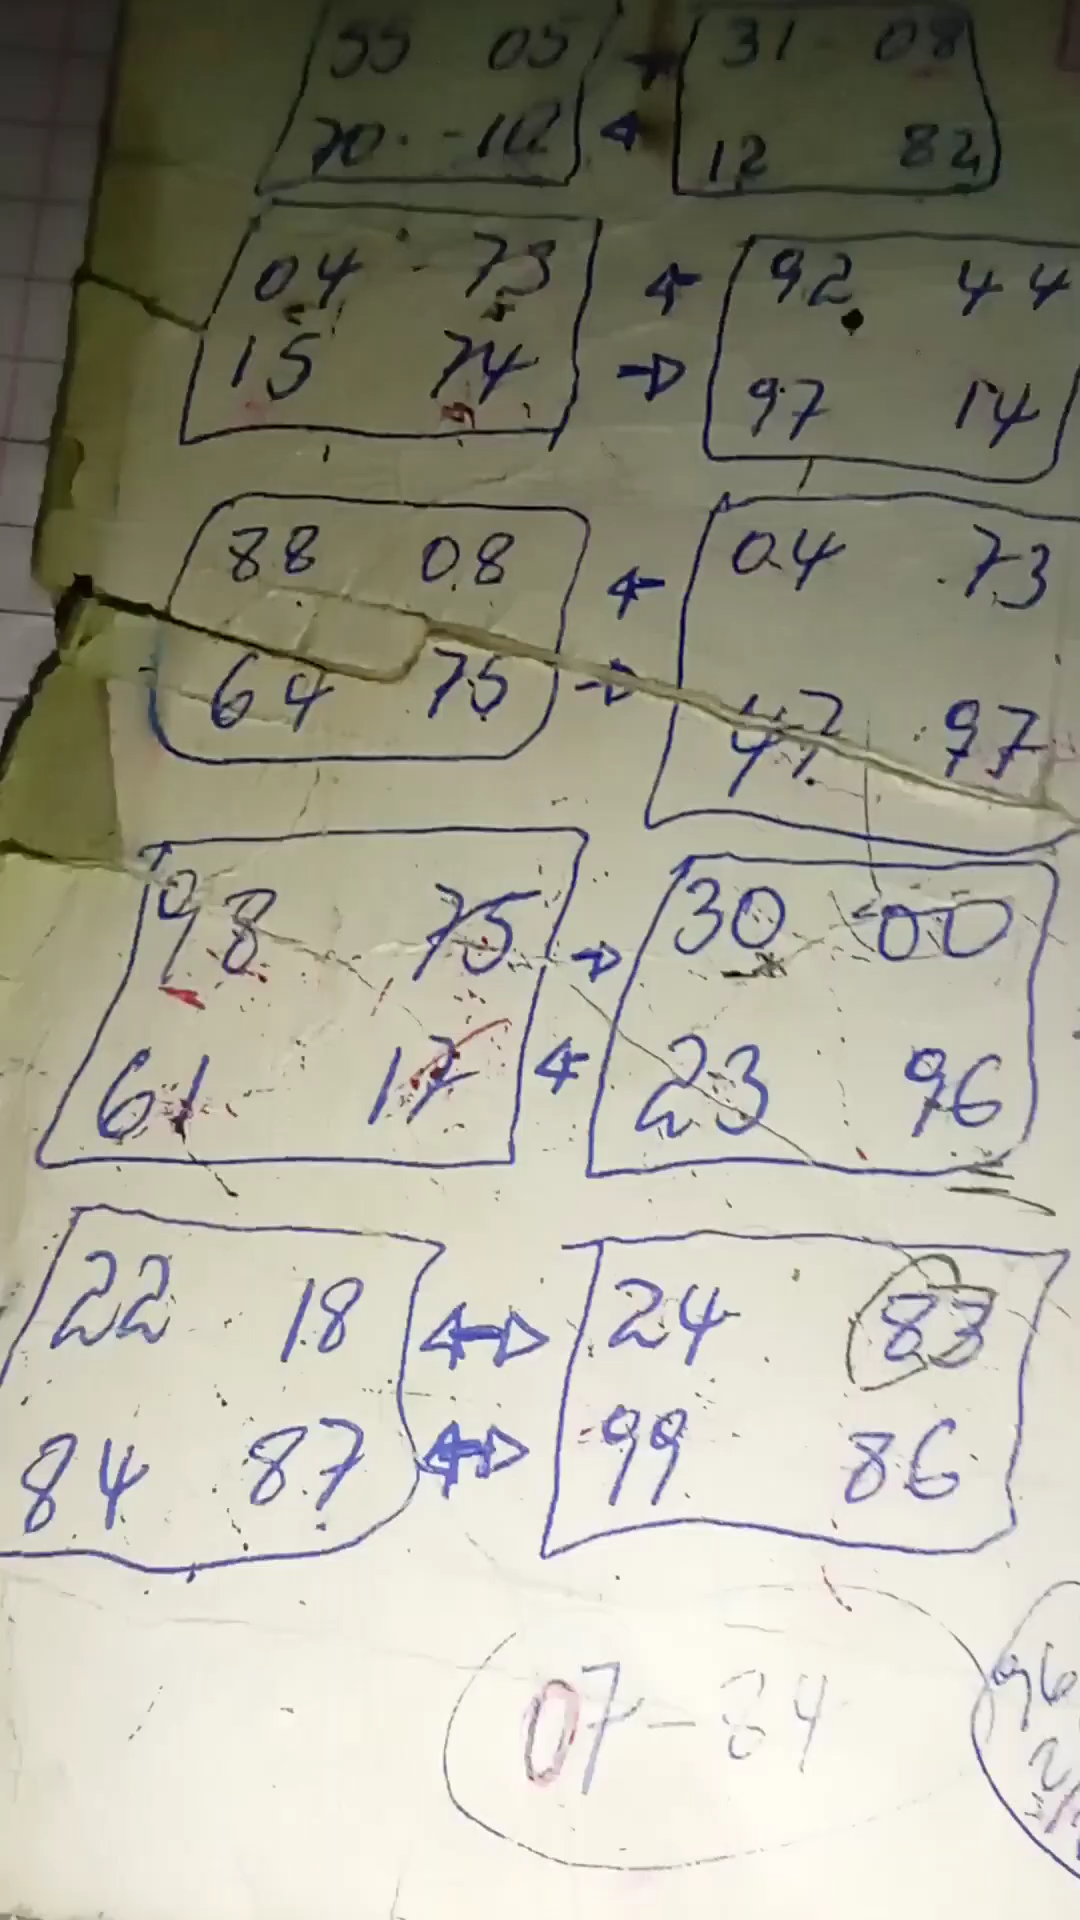 55 05 31 - 08
70 - 10 12 82
04 - 73 92 44
15 74 97 14
88 08 04 73
64 75 47 97
98 75 30 00
61 17 23 96
22 18 24 83
84 87 99 86
07-84
96